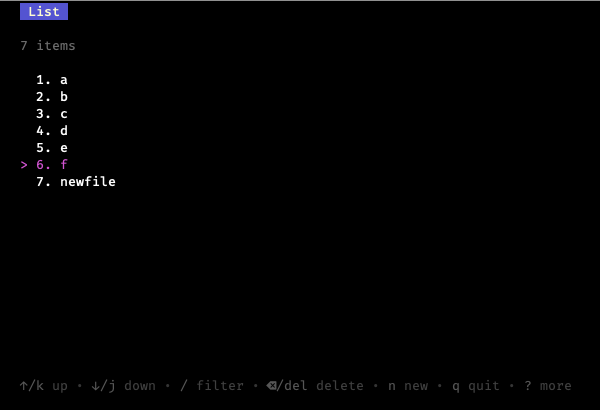 List
7 items
1. a
2. b
3. c
4. d
5. e
> 6. f
7. newfile
↑/k up • ↓/j down • / filter • ⌫/del delete • n new • q quit • ? more